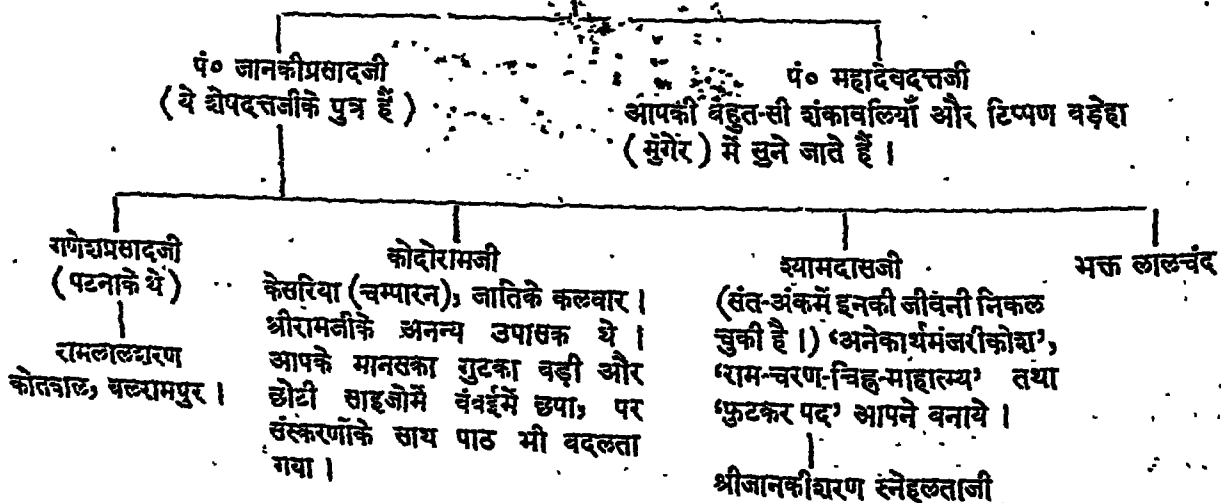 पं० जानकीप्रसादजी
(ये शेषदत्तजीके पुत्र हैं)
पं० महादेवदत्तजी
आपकी बहुत-सी शंकावलियाँ और टिप्पण बड़ेहा
(मुंगेर) में सुने जाते हैं ।
गणेशप्रसादजी
(पटनाके थे)
रामलालशरण
कोतवाल, बलरामपुर ।
कोदोरामजी
केसरिया (चम्पारन), जातिके कलवार ।
श्रीरामजीके अनन्य उपासक थे ।
आपके मानसका गुटका बड़ी और
छोटी साइजोमें बंबईमें छपा, पर
संस्करणोंके साथ पाठ भी बदलता
गया ।
श्यामदासजी
(संत-अंकमें इनकी जीवनी निकल
चुकी है ।) 'अनेकार्थमंजरीकोश',
'राम-चरण-चिह्न-माहात्म्य' तथा
'फुटकर पद' आपने बनाये ।
श्रीजानकीशरण स्नेहलताजी
भक्त लालचंद